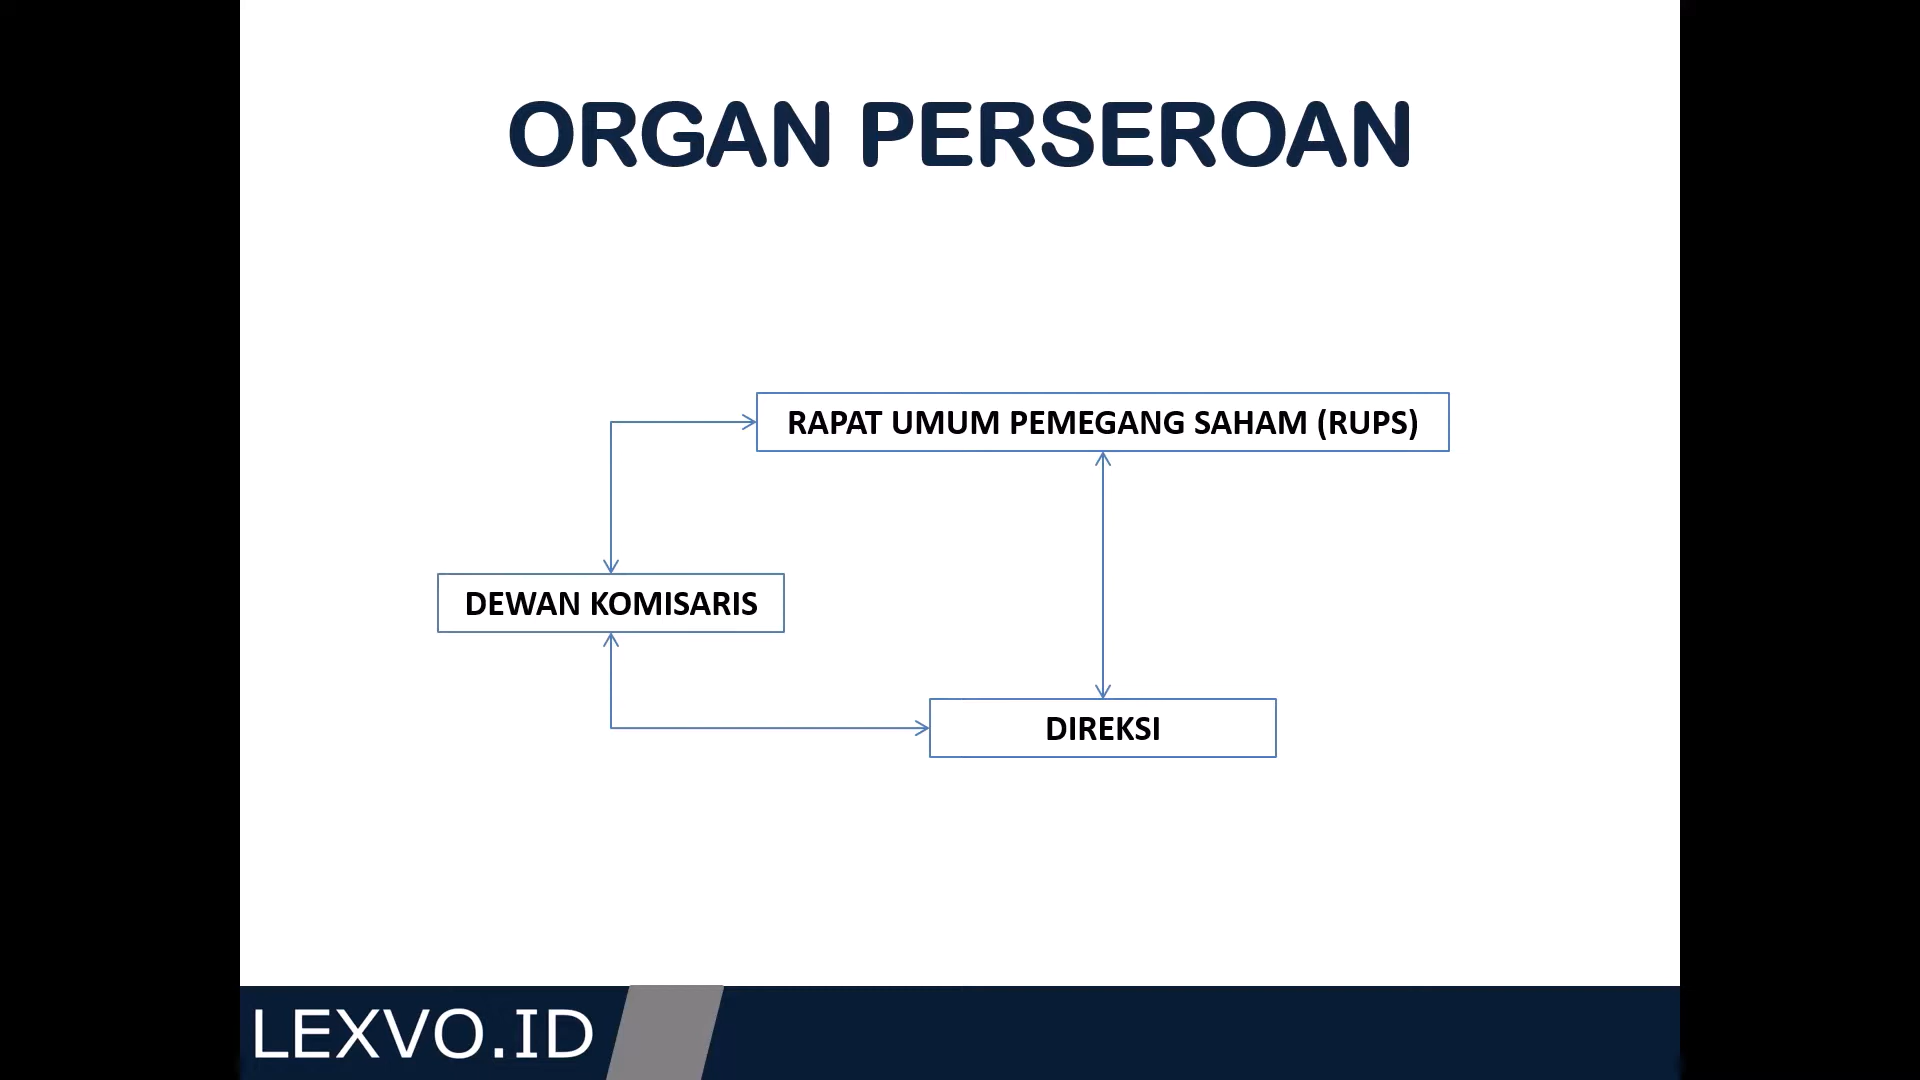 ORGAN PERSEROAN
RAPAT UMUM PEMEGANG SAHAM (RUPS)
DEWAN KOMISARIS
DIREKSI
LEXVO.ID